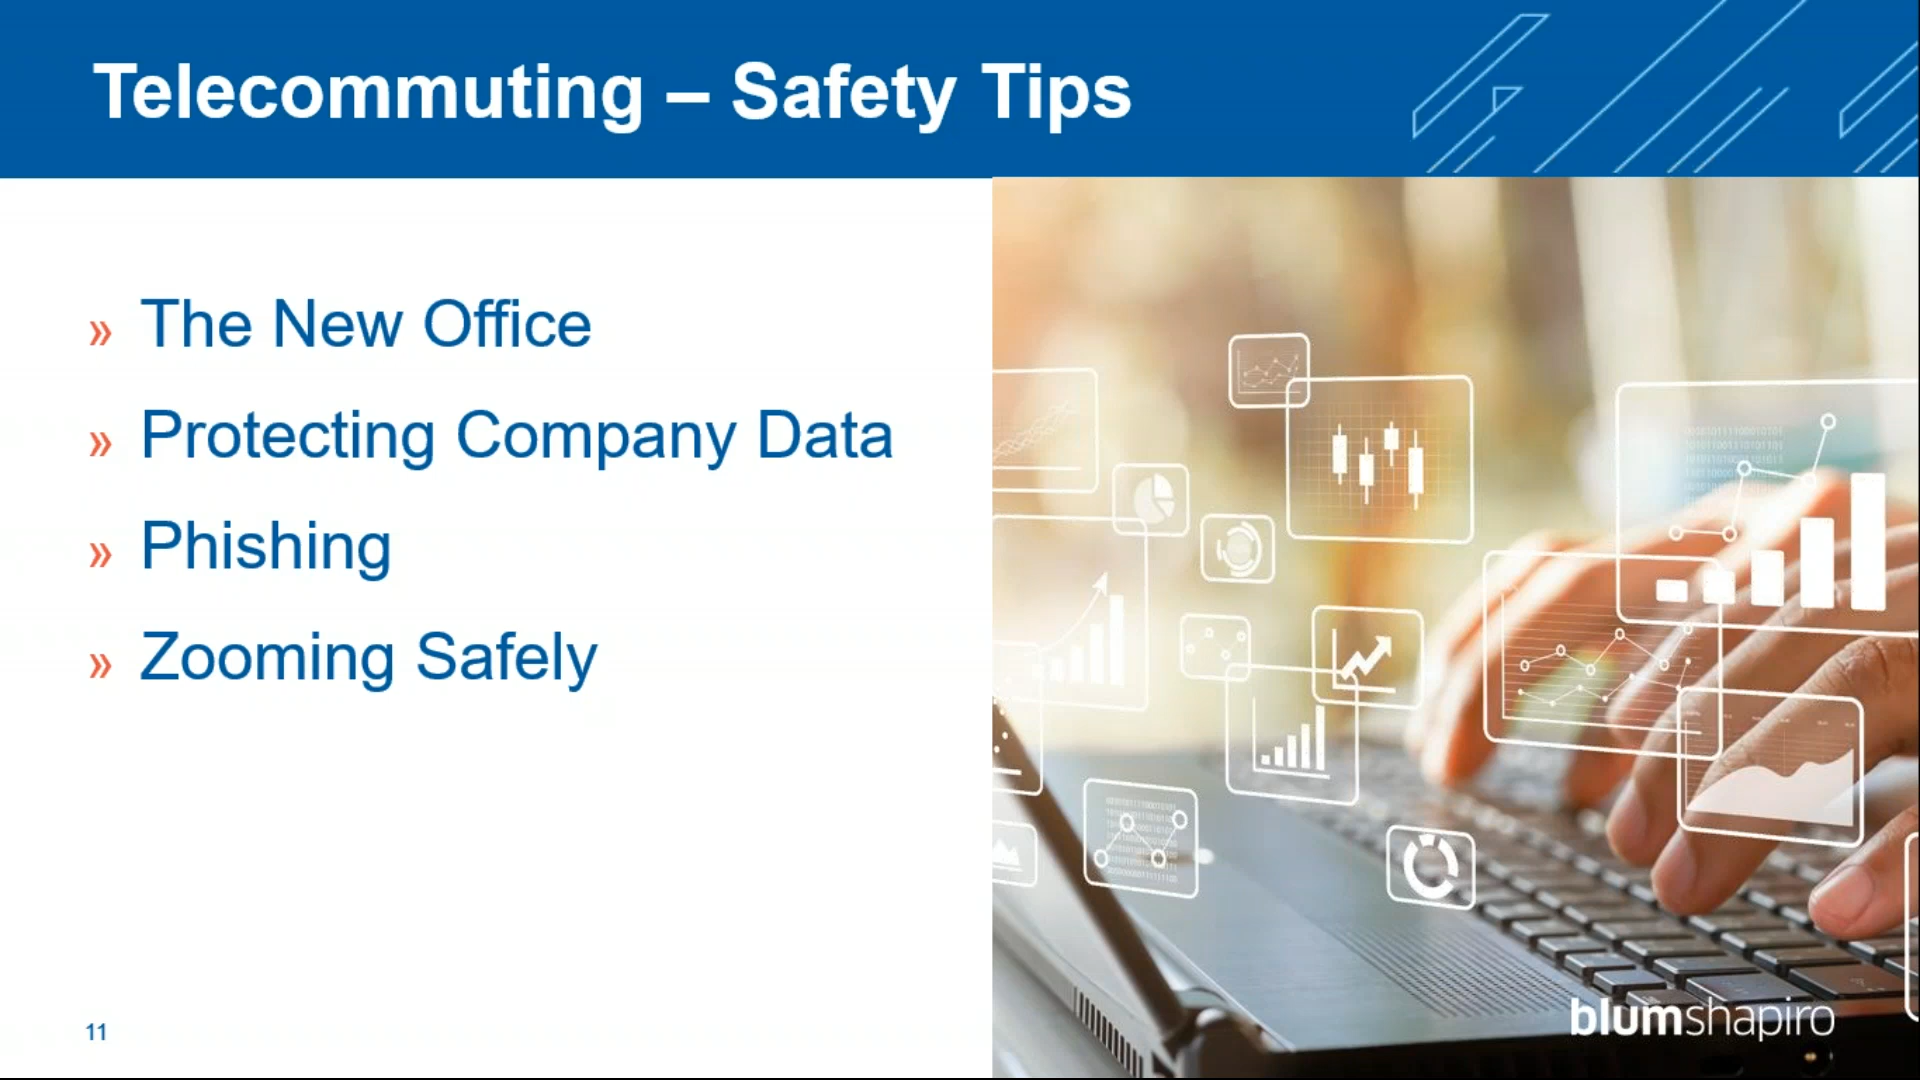 Telecommuting – Safety Tips
» The New Office
» Protecting Company Data
» Phishing
» Zooming Safely
11
blumshapiro